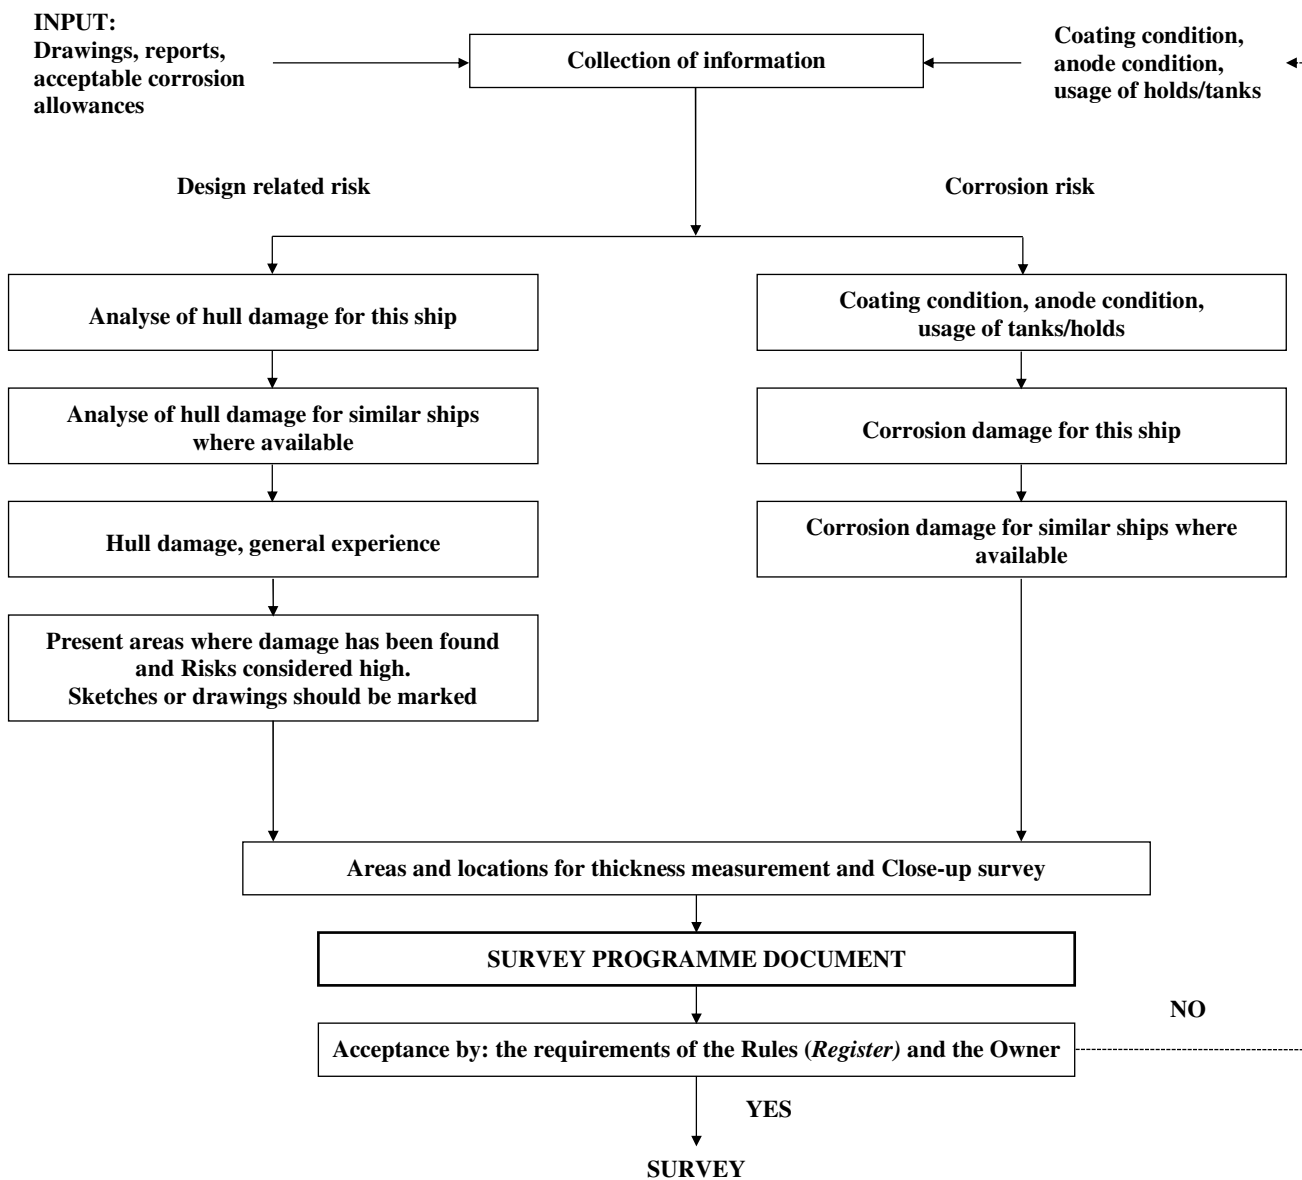 INPUT:
Drawings, reports,
acceptable corrosion
allowances
Collection of information
Coating condition,
anode condition,
usage of holds/tanks
Design related risk
Corrosion risk
Analyse of hull damage for this ship
Coating condition, anode condition,
usage of tanks/holds
Analyse of hull damage for similar ships
where available
Corrosion damage for this ship
Hull damage, general experience
Corrosion damage for similar ships where
available
Present areas where damage has been found
and Risks considered high.
Sketches or drawings should be marked
Areas and locations for thickness measurement and Close-up survey
SURVEY PROGRAMME DOCUMENT
NO
Acceptance by: the requirements of the Rules (Register) and the Owner
YES
SURVEY